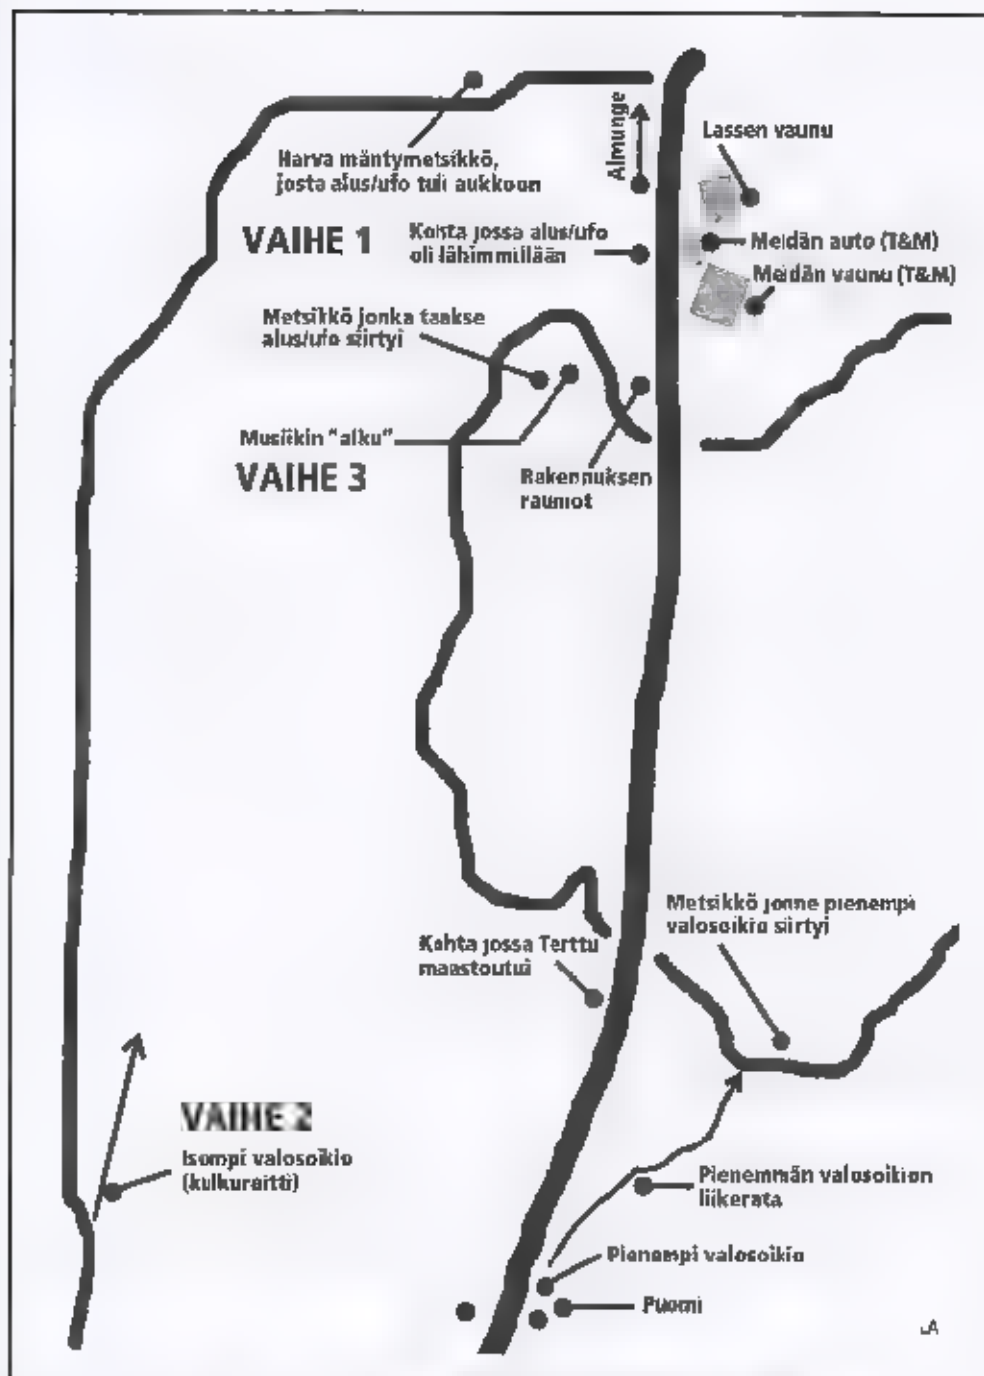 Almunge
Lassen vaunu
Harva mäntymetsikkö,
josta alus/ufo tuli aukkoon
VAIHE 1
Kohta jossa alus/ufo
oli lähimmillään
Meidän auto (T&M)
Meidän vaunu (T&M)
Metsikkö jonka taakse
alus/ufo siirtyi
Musiikin "alku"
VAIHE 3
Rakennuksen
rauniot
Metsikkö jonne pienempi
valosoikio siirtyi
Kohta jossa Terttu
maastoutui
VAIHE 2
Isompi valosoikio
(kulkureitti)
Pienemmän valosoikion
liikerata
Pienempi valosoikio
Puomi